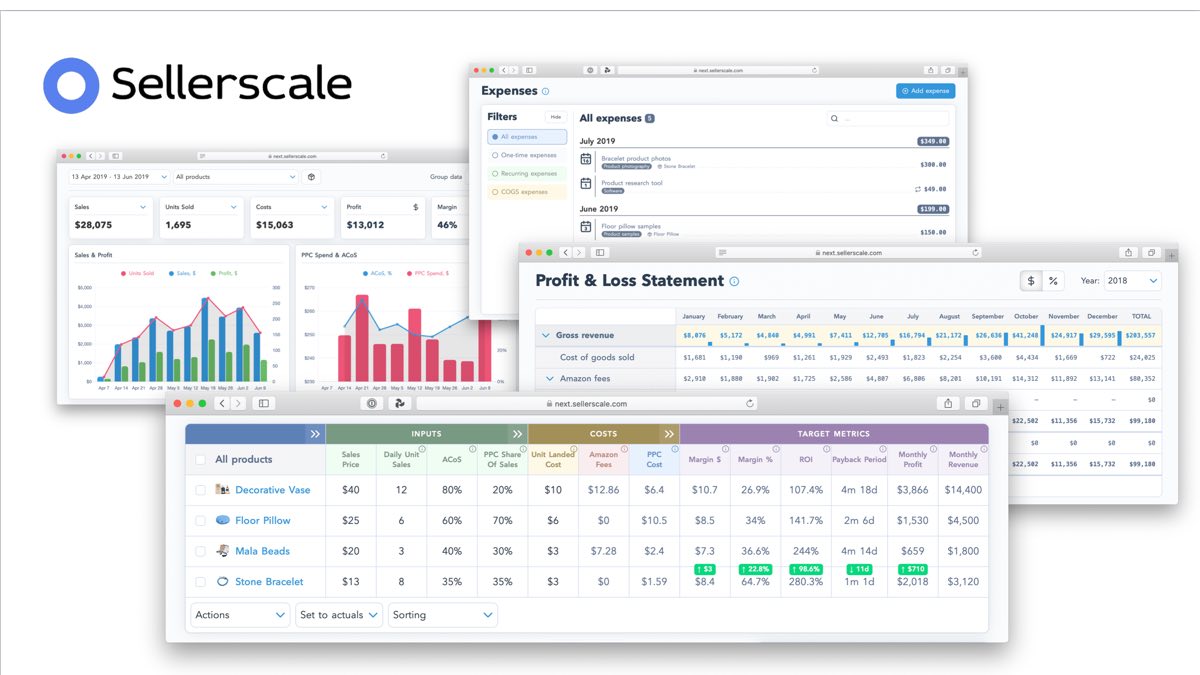 Sellerscale
next.sellerscale.com
Expenses
Add expense
Filters
Hide
All expenses 5
...
All expenses
One-time expenses
Recurring expenses
COGS expenses
July 2019 $349.00
Bracelet product photos
Product photography Stone Bracelet $300.00
Product research tool
Software $49.00
June 2019 $199.00
Floor pillow samples
Product samples Floor Pillow $150.00
next.sellerscale.com
13 Apr 2019 - 13 Jun 2019 All products Group data
Sales Units Sold Costs Profit $ Margin
$28,075 1,695 $15,063 $13,012 46%
Sales & Profit
Units Sold Sales, $ Profit, $
$5,000 300
$4,000 250
$3,000 200
150
$2,000 100
$1,000 50
$0 0
Apr 7 Apr 14 Apr 21 Apr 28 May 5 May 12 May 19 May 26 Jun 2 Jun 9
PPC Spend & ACoS
ACoS, % PPC Spend, $
$270
$260
$250
$240
$230
20%
0%
Apr 7 Apr 14 Apr 21 Apr 28 May 5 May 12 May 19 May 26 Jun 2 Jun 9
next.sellerscale.com
Profit & Loss Statement
$ % Year: 2018
January February March April May June July August September October November December TOTAL
Gross revenue $8,076 $5,172 $4,848 $4,991 $7,411 $12,705 $16,794 $21,172 $26,636 $41,248 $24,917 $29,595 $203,557
Cost of goods sold $1,681 $1,190 $969 $1,261 $1,929 $2,493 $1,823 $2,254 $3,600 $4,434 $1,669 $722 $24,025
Amazon fees $2,910 $1,880 $1,902 $1,725 $2,586 $4,807 $6,806 $8,201 $10,191 $14,312 $11,892 $13,141 $80,352
– – – $0
$22,502 $11,356 $15,732 $99,180
$0 $0 $0 $0
$22,502 $11,356 $15,732 $99,180
next.sellerscale.com
INPUTS COSTS TARGET METRICS
All products Sales Price Daily Unit Sales ACoS PPC Share Of Sales Unit Landed Cost Amazon Fees PPC Cost Margin $ Margin % ROI Payback Period Monthly Profit Monthly Revenue
Decorative Vase $40 12 80% 20% $10 $12.86 $6.4 $10.7 26.9% 107.4% 4m 18d $3,866 $14,400
Floor Pillow $25 6 60% 70% $6 $0 $10.5 $8.5 34% 141.7% 2m 6d $1,530 $4,500
Mala Beads $20 3 40% 30% $3 $7.28 $2.4 $7.3 36.6% 244% 4m 14d $659 $1,800
↑ $3 ↑ 22.8% ↑ 98.6% ↓ 11d ↑ $710
Stone Bracelet $13 8 35% 35% $3 $0 $1.59 $8.4 64.7% 280.3% 1m 1d $2,018 $3,120
Actions Set to actuals Sorting